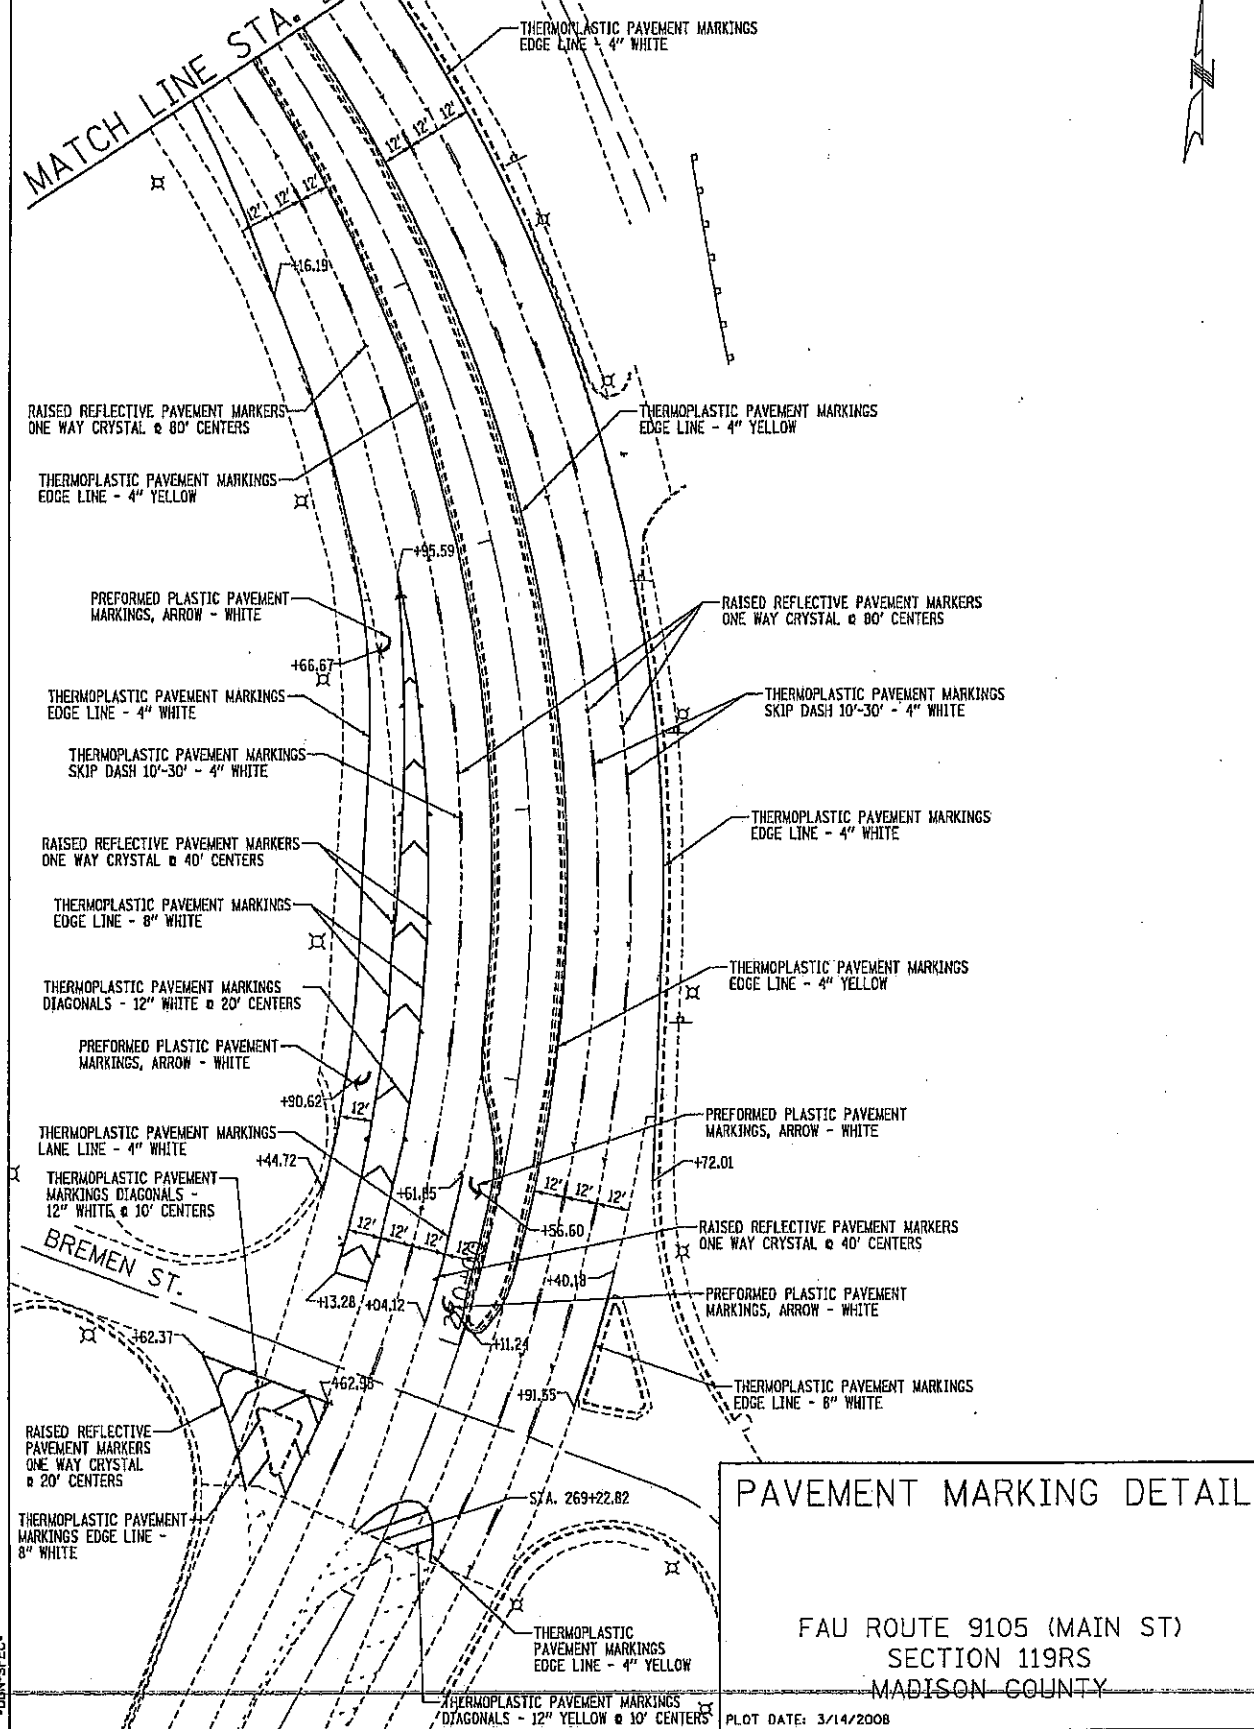 MATCH LINE STA.
THERMOPLASTIC PAVEMENT MARKINGS
EDGE LINE - 4" WHITE
12' 12' 12'
12' 12' 12'
+16.19
RAISED REFLECTIVE PAVEMENT MARKERS
ONE WAY CRYSTAL @ 80' CENTERS
THERMOPLASTIC PAVEMENT MARKINGS
EDGE LINE - 4" YELLOW
THERMOPLASTIC PAVEMENT MARKINGS
EDGE LINE - 4" YELLOW
+95.59
PREFORMED PLASTIC PAVEMENT
MARKINGS, ARROW - WHITE
+66.67
RAISED REFLECTIVE PAVEMENT MARKERS
ONE WAY CRYSTAL @ 80' CENTERS
THERMOPLASTIC PAVEMENT MARKINGS
EDGE LINE - 4" WHITE
THERMOPLASTIC PAVEMENT MARKINGS
SKIP DASH 10'-30' - 4" WHITE
THERMOPLASTIC PAVEMENT MARKINGS
SKIP DASH 10'-30' - 4" WHITE
THERMOPLASTIC PAVEMENT MARKINGS
EDGE LINE - 4" WHITE
RAISED REFLECTIVE PAVEMENT MARKERS
ONE WAY CRYSTAL @ 40' CENTERS
THERMOPLASTIC PAVEMENT MARKINGS
EDGE LINE - 8" WHITE
THERMOPLASTIC PAVEMENT MARKINGS
EDGE LINE - 4" YELLOW
THERMOPLASTIC PAVEMENT MARKINGS
DIAGONALS - 12" WHITE @ 20' CENTERS
PREFORMED PLASTIC PAVEMENT
MARKINGS, ARROW - WHITE
+90.62
12'
PREFORMED PLASTIC PAVEMENT
MARKINGS, ARROW - WHITE
THERMOPLASTIC PAVEMENT MARKINGS
LANE LINE - 4" WHITE
+44.72
+72.01
THERMOPLASTIC PAVEMENT
MARKINGS DIAGONALS -
12" WHITE @ 10' CENTERS
+61.85
12' 12' 12'
+56.60
12' 12' 12' 12'
RAISED REFLECTIVE PAVEMENT MARKERS
ONE WAY CRYSTAL @ 40' CENTERS
BREMEN ST.
+40.18
+13.28
+04.12
PREFORMED PLASTIC PAVEMENT
MARKINGS, ARROW - WHITE
+62.37
+11.24
+62.98
+91.55
THERMOPLASTIC PAVEMENT MARKINGS
EDGE LINE - 8" WHITE
RAISED REFLECTIVE
PAVEMENT MARKERS
ONE WAY CRYSTAL
@ 20' CENTERS
STA. 269+22.82
THERMOPLASTIC PAVEMENT
MARKINGS EDGE LINE -
8" WHITE
THERMOPLASTIC
PAVEMENT MARKINGS
EDGE LINE - 4" YELLOW
THERMOPLASTIC PAVEMENT MARKINGS
DIAGONALS - 12" YELLOW @ 10' CENTERS
PAVEMENT MARKING DETAIL
FAU ROUTE 9105 (MAIN ST)
SECTION 119RS
MADISON COUNTY
PLOT DATE: 3/14/2008